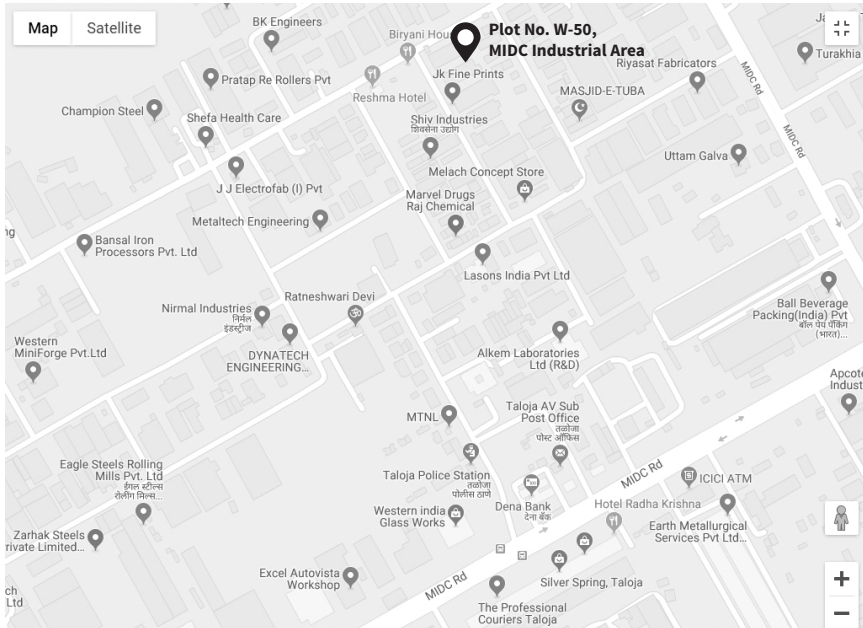 Map
Satellite
BK Engineers
Biryani Hou
Plot No. W-50,
MIDC Industrial Area
Ja
Turakhia
Pratap Re Rollers Pvt
Reshma Hotel
Jk Fine Prints
Riyasat Fabricators
MASJID-E-TUBA
MIDC Rd
MIDC Rd
Champion Steel
Shefa Health Care
Shiv Industries
शिवसेना उद्योग
Uttam Galva
J J Electrofab (I) Pvt
Melach Concept Store
Marvel Drugs
Raj Chemical
Metaltech Engineering
ng
Bansal Iron
Processors Pvt. Ltd
Lasons India Pvt Ltd
Ratneshwari Devi
Nirmal Industries
निर्मल
इंडस्ट्रीज
Ball Beverage
Packing(India) Pvt
बॉल पेय पॅकिंग
(भारत)...
Western
MiniForge Pvt.Ltd
DYNATECH
ENGINEERING...
Alkem Laboratories
Ltd (R&D)
Apcote
Indust
MTNL
Taloja AV Sub
Post Office
तळोजा
पोस्ट ऑफिस
Eagle Steels Rolling
Mills Pvt. Ltd
ईगल स्टील्स
रोलींग मिल्स...
Taloja Police Station
तळोजा
पोलीस ठाणे
MIDC Rd
ICICI ATM
Western india
Glass Works
Dena Bank
देना बँक
Hotel Radha Krishna
Earth Metallurgical
Services Pvt Ltd...
Zarhak Steels
rivate Limited...
Excel Autovista
Workshop
MIDC Rd
Silver Spring, Taloja
The Professional
Couriers Taloja
ch
Ltd
+
−